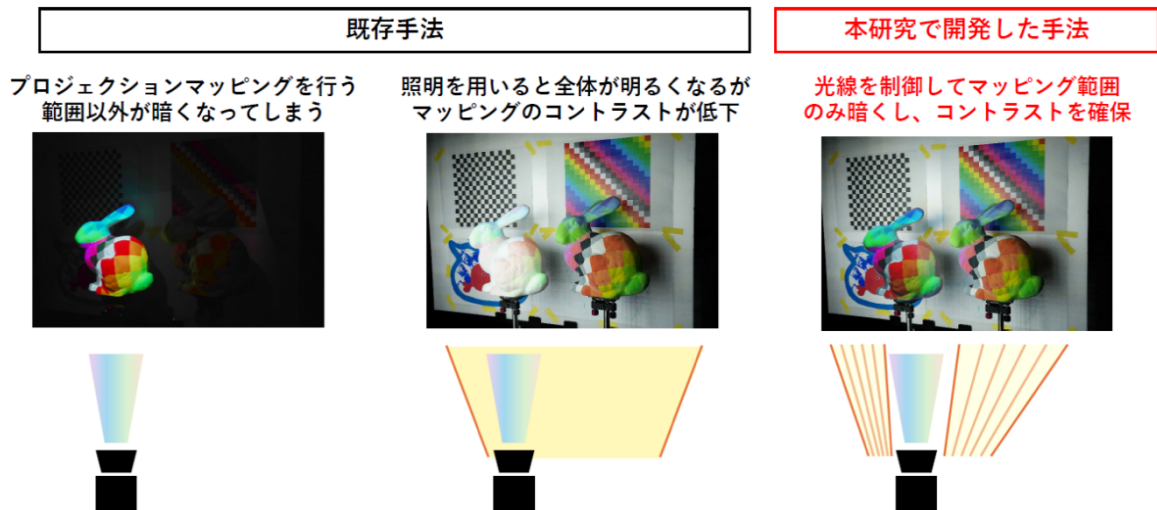 既存手法
本研究で開発した手法
プロジェクションマッピングを行う
範囲以外が暗くなってしまう
照明を用いると全体が明るくなるが
マッピングのコントラストが低下
光線を制御してマッピング範囲
のみ暗くし、コントラストを確保